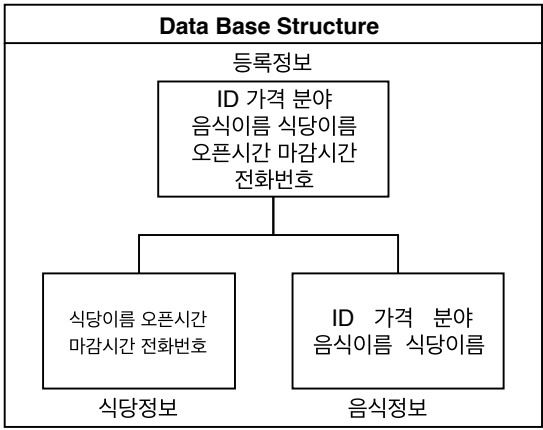 Data Base Structure
등록정보
ID 가격 분야
음식이름 식당이름
오픈시간 마감시간
전화번호
식당이름 오픈시간
마감시간 전화번호
식당정보
ID 가격 분야
음식이름 식당이름
음식정보